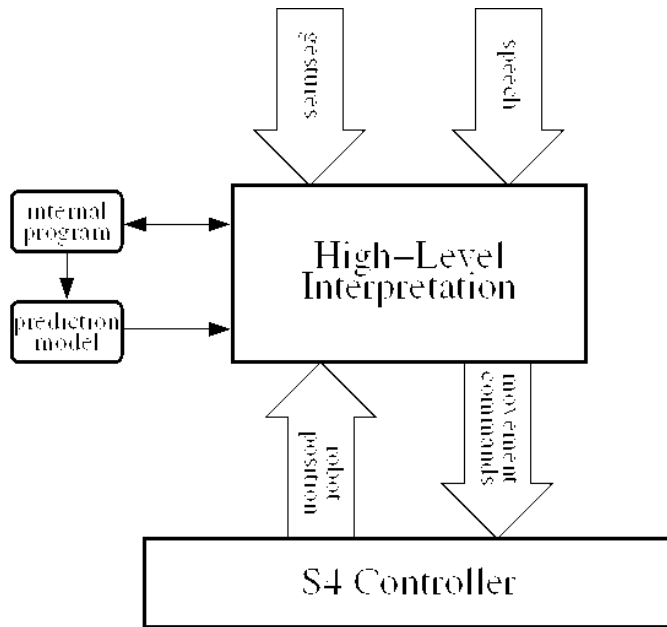 gestures
speech
internal
program
High-Level
Interpretation
prediction
model
robot
position
movement
commands
S4 Controller